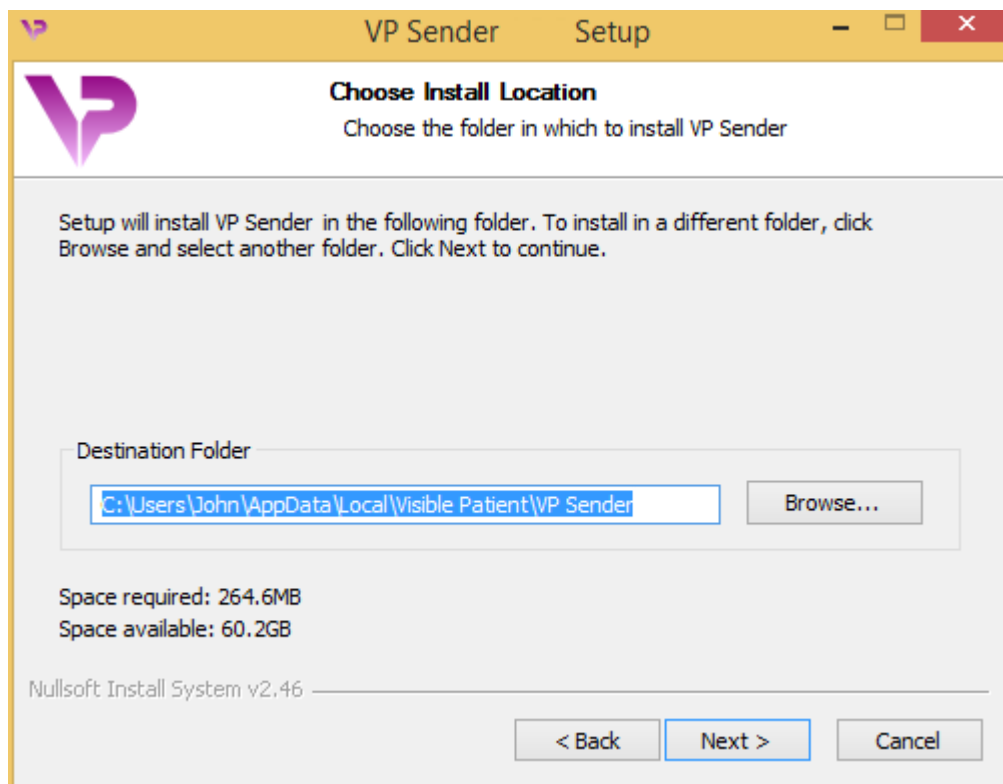 VP
VP Sender Setup
VP
Choose Install Location
Choose the folder in which to install VP Sender
Setup will install VP Sender in the following folder. To install in a different folder, click
Browse and select another folder. Click Next to continue.
Destination Folder
C:\Users\John\AppData\Local\Visible Patient\VP Sender
Browse...
Space required: 264.6MB
Space available: 60.2GB
Nullsoft Install System v2.46
< Back
Next >
Cancel